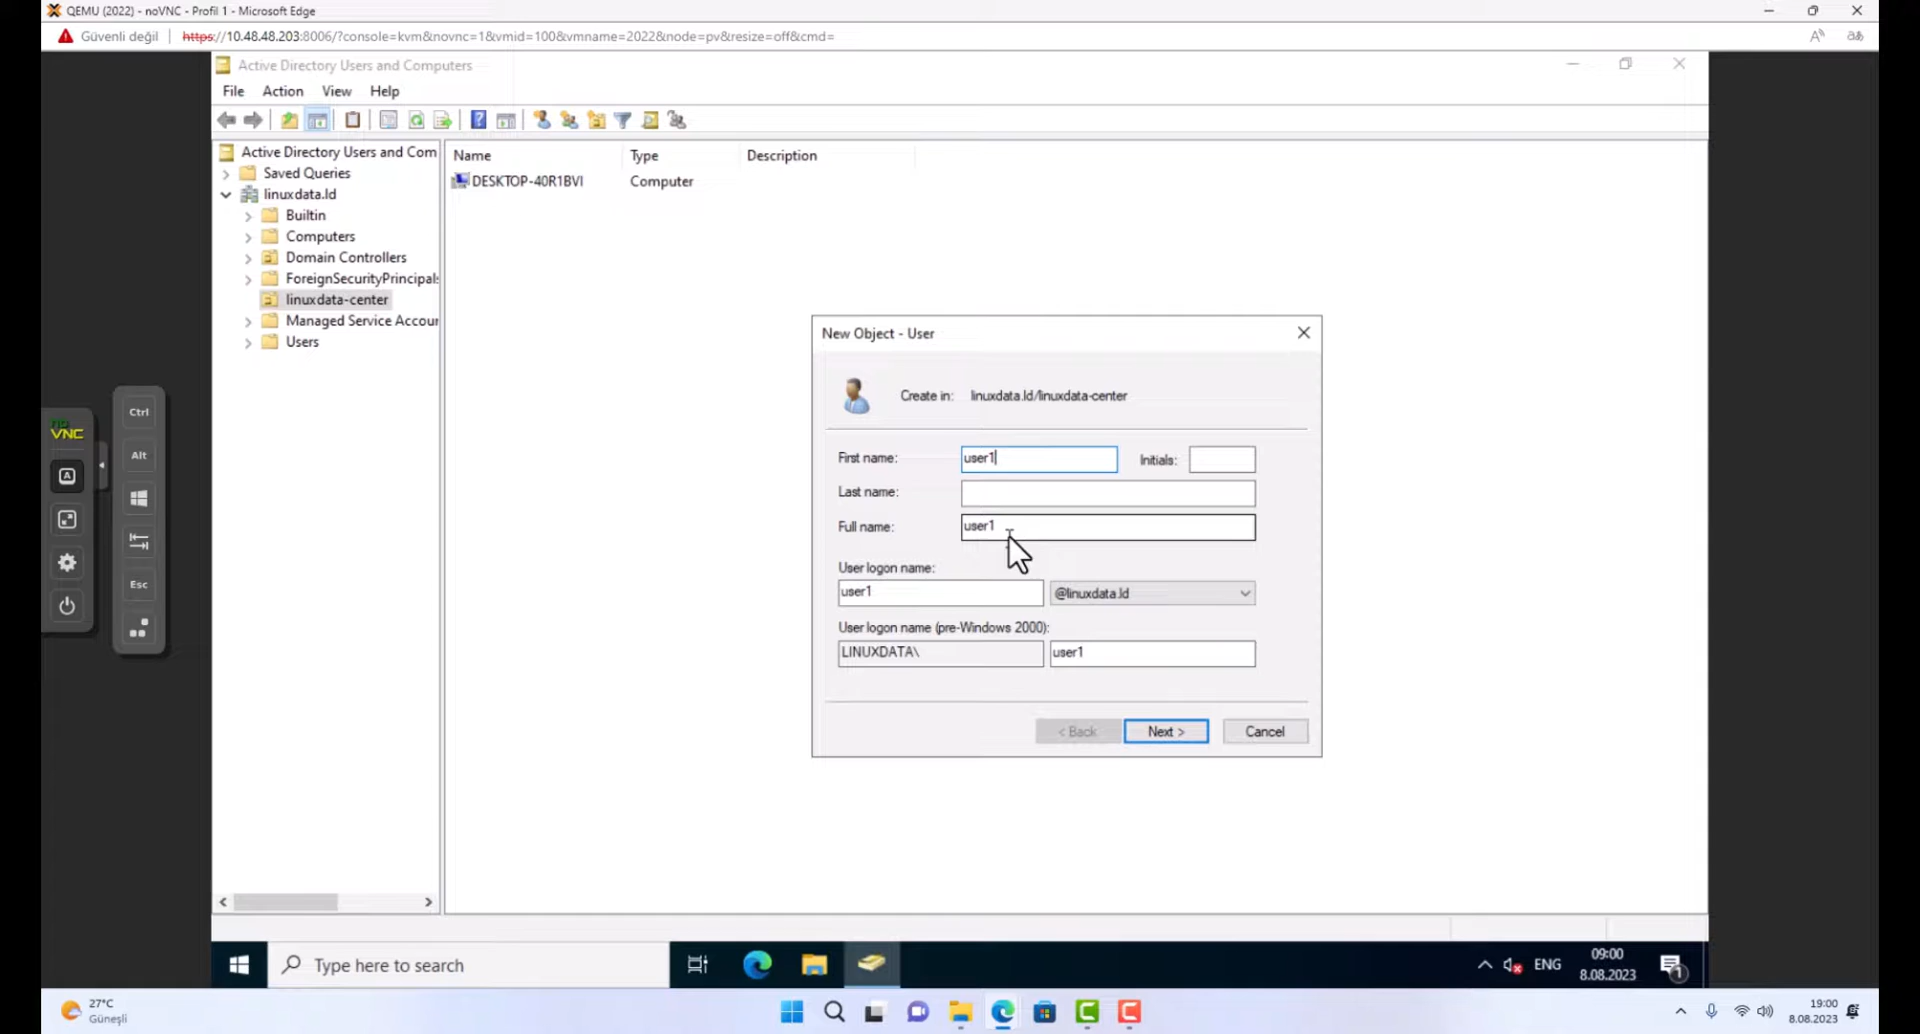 QEMU (2022) - noVNC - Profil 1 - Microsoft Edge
Güvenli değil https://10.48.48.203:8006/?console=kvm&novnc=1&vmid=100&vmname=2022&node=pv&resize=off&cmd=
Active Directory Users and Computers
File Action View Help
Active Directory Users and Com
Saved Queries
linuxdata.ld
Builtin
Computers
Domain Controllers
ForeignSecurityPrincipals
linuxdata-center
Managed Service Accour
Users
Name Type Description
DESKTOP-40R1BVI Computer
no
VNC
A
Ctrl
Alt
Esc
New Object - User
Create in: linuxdata.ld/linuxdata-center
First name: user1 Initials:
Last name:
Full name: user1
User logon name:
user1 @linuxdata.ld
User logon name (pre-Windows 2000):
LINUXDATA\ user1
< Back Next > Cancel
Type here to search
ENG
09:00
8.08.2023
1
27°C
Güneşli
19:00
8.08.2023